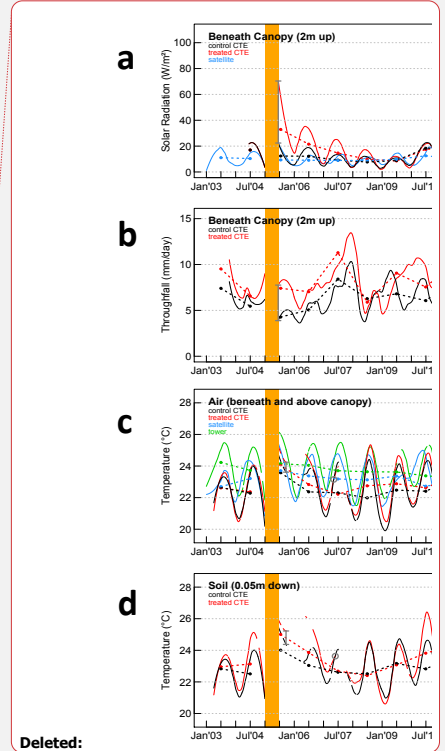 a
Beneath Canopy (2m up)
control CTE
treated CTE
satellite
Solar Radiation (W/m²)
100
80
60
40
20
0
Jan'03 Jul'04 Jan'06 Jul'07 Jan'09 Jul'1
b
Beneath Canopy (2m up)
control CTE
treated CTE
Throughfall (mm/day)
15
10
5
0
Jan'03 Jul'04 Jan'06 Jul'07 Jan'09 Jul'1
c
Air (beneath and above canopy)
control CTE
treated CTE
satellite
tower
Temperature (°C)
28
26
24
22
20
Jan'03 Jul'04 Jan'06 Jul'07 Jan'09 Jul'1
d
Soil (0.05m down)
control CTE
treated CTE
Temperature (°C)
28
26
24
22
20
Jan'03 Jul'04 Jan'06 Jul'07 Jan'09 Jul'1
Deleted: